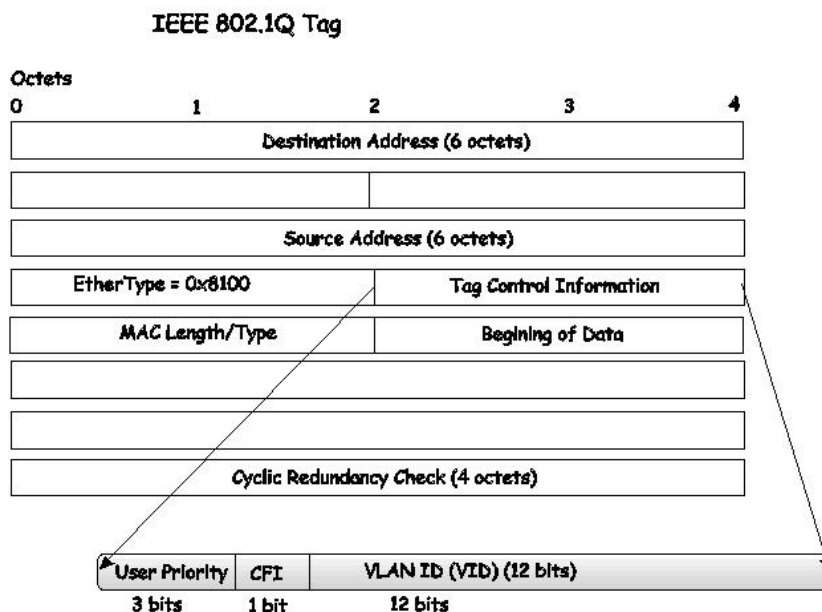 IEEE 802.1Q Tag
Octets
0 1 2 3 4
Destination Address (6 octets)
Source Address (6 octets)
EtherType = 0x8100 Tag Control Information
MAC Length/Type Begining of Data
Cyclic Redundancy Check (4 octets)
User Priority CFI VLAN ID (VID) (12 bits)
3 bits 1 bit 12 bits